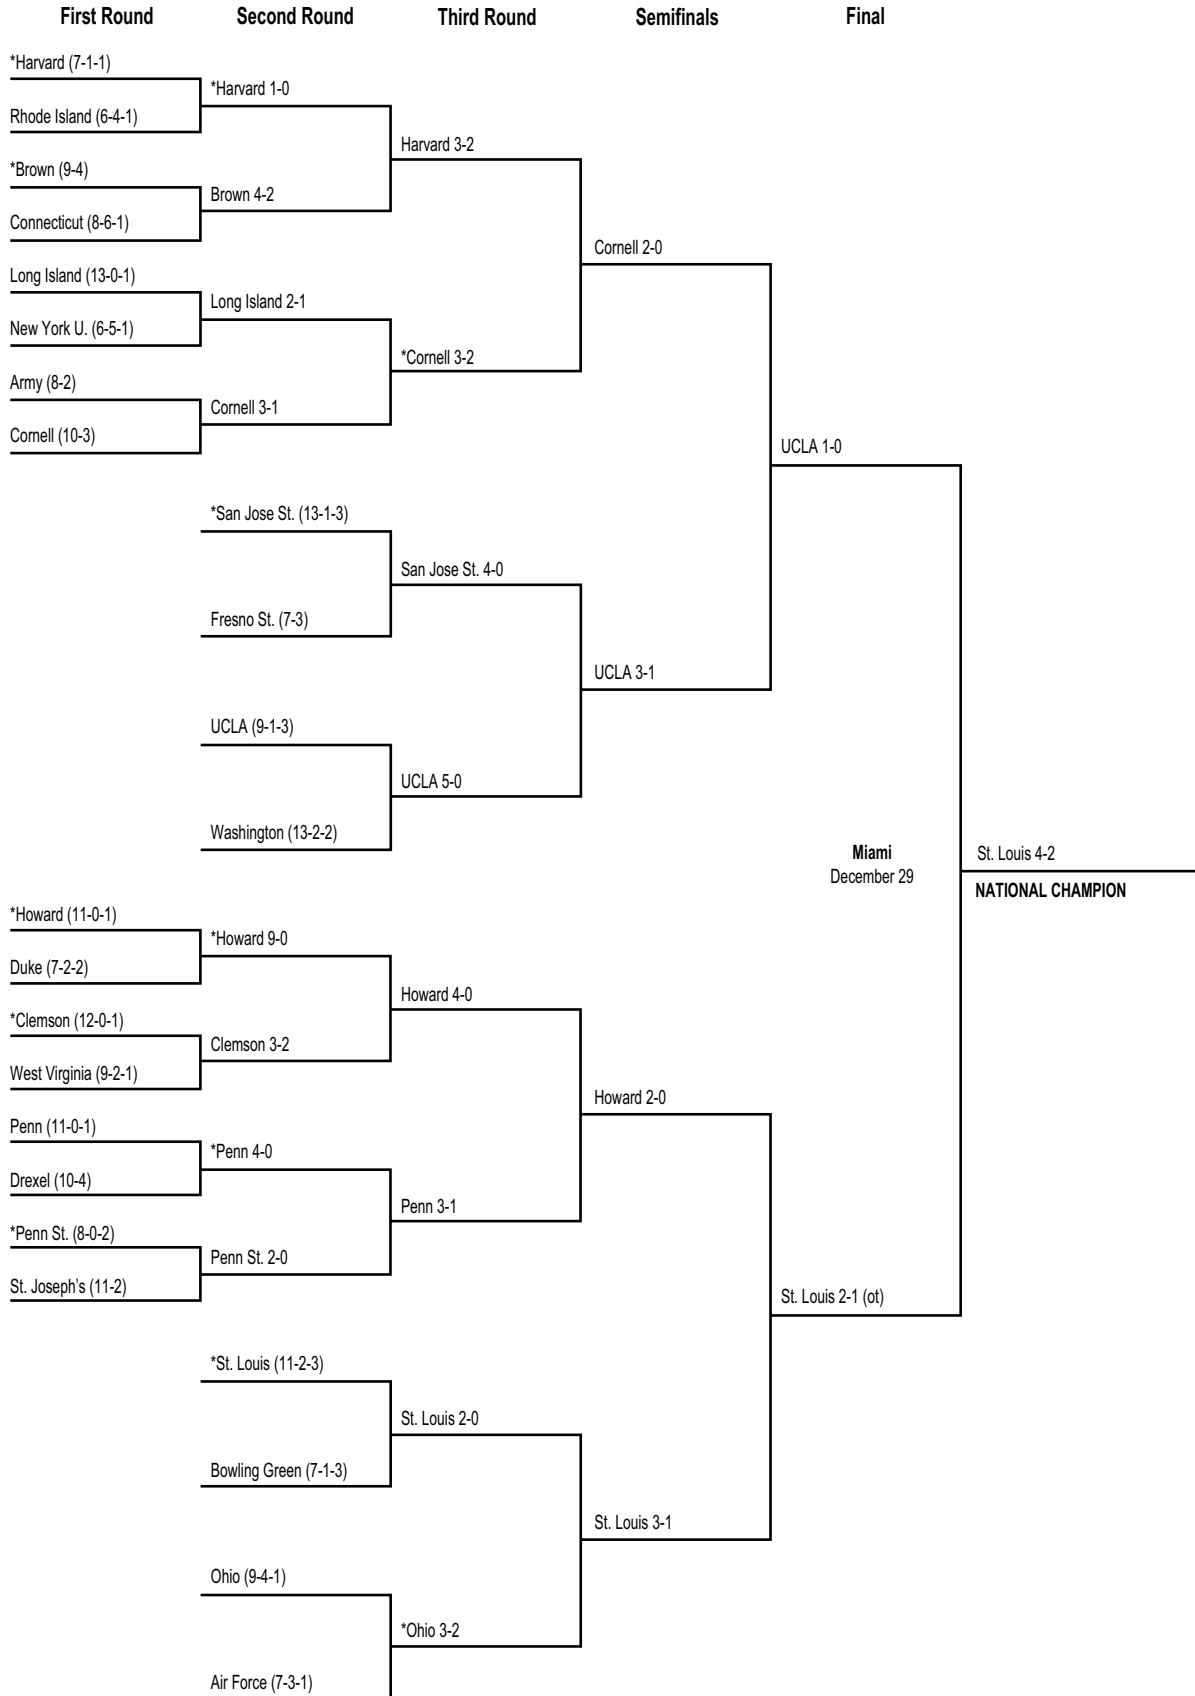 First Round
Second Round
Third Round
Semifinals
Final
*Harvard (7-1-1)
*Harvard 1-0
Rhode Island (6-4-1)
Harvard 3-2
*Brown (9-4)
Brown 4-2
Connecticut (8-6-1)
Cornell 2-0
Long Island (13-0-1)
Long Island 2-1
New York U. (6-5-1)
*Cornell 3-2
Army (8-2)
Cornell 3-1
Cornell (10-3)
UCLA 1-0
*San Jose St. (13-1-3)
San Jose St. 4-0
Fresno St. (7-3)
UCLA 3-1
UCLA (9-1-3)
UCLA 5-0
Washington (13-2-2)
Miami
December 29
St. Louis 4-2
NATIONAL CHAMPION
*Howard (11-0-1)
*Howard 9-0
Duke (7-2-2)
Howard 4-0
*Clemson (12-0-1)
Clemson 3-2
West Virginia (9-2-1)
Howard 2-0
Penn (11-0-1)
*Penn 4-0
Drexel (10-4)
Penn 3-1
*Penn St. (8-0-2)
Penn St. 2-0
St. Joseph's (11-2)
St. Louis 2-1 (ot)
*St. Louis (11-2-3)
St. Louis 2-0
Bowling Green (7-1-3)
St. Louis 3-1
Ohio (9-4-1)
*Ohio 3-2
Air Force (7-3-1)